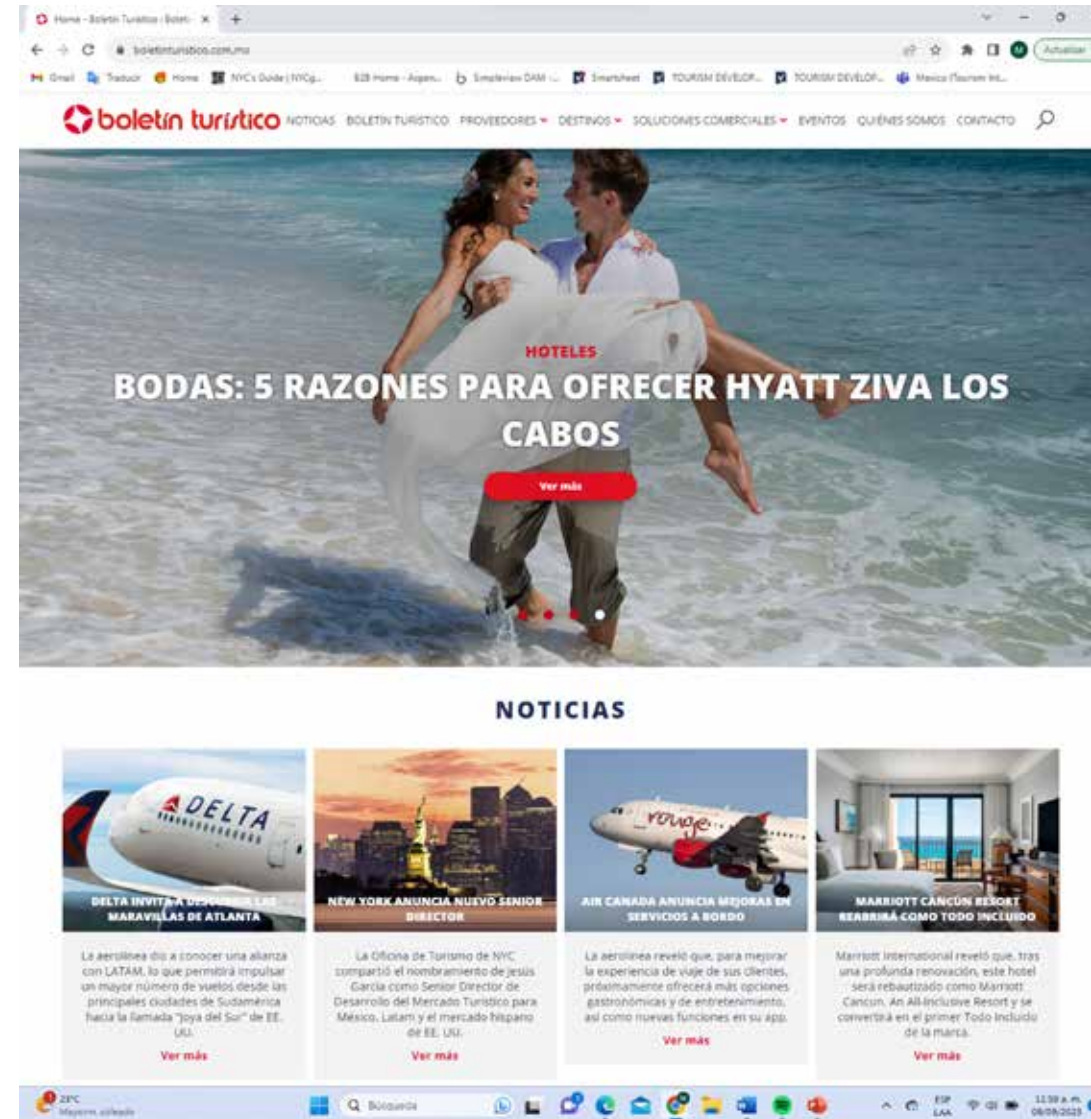 Home - Boletín Turístico : Boletí
boletinturistico.com.mx
Actualizar
Gmail Traducir Home NYC's Guide | NYCg... B2B Home - Aspen... Simpleview DAM -... Smartsheet TOURISM DEVELOP... TOURISM DEVELOP... Mexico
boletín turístico NOTICIAS BOLETÍN TURÍSTICO PROVEEDORES DESTINOS SOLUCIONES COMERCIALES EVENTOS QUIÉNES SOMOS CONTACTO
HOTELES
BODAS: 5 RAZONES PARA OFRECER HYATT ZIVA LOS
CABOS
Ver más
NOTICIAS
DELTA
DELTA INVITA A DESCUBRIR LAS
MARAVILLAS DE ATLANTA
La aerolínea dio a conocer una alianza
con LATAM, lo que permitirá impulsar
un mayor número de vuelos desde las
principales ciudades de Sudamérica
hacia la llamada "Joya del Sur" de EE.
UU.
Ver más
NEW YORK ANUNCIA NUEVO SENIOR
DIRECTOR
La Oficina de Turismo de NYC
compartió el nombramiento de Jesús
García como Senior Director de
Desarrollo del Mercado Turístico para
México, Latam y el mercado hispano
de EE. UU.
Ver más
rouge
AIR CANADA ANUNCIA MEJORAS EN
SERVICIOS A BORDO
La aerolínea reveló que, para mejorar
la experiencia de viaje de sus clientes,
próximamente ofrecerá más opciones
gastronómicas y de entretenimiento,
así como nuevas funciones en su app.
Ver más
MARRIOTT CANCÚN RESORT
REABRIRÁ COMO TODO INCLUIDO
Marriott International reveló que, tras
una profunda renovación, este hotel
será rebautizado como Marriott
Cancun, An All-Inclusive Resort y se
convertirá en el primer Todo Incluido
de la marca.
Ver más
Mayorm. soleado
Búsqueda
ESP
LAA
11:59 a. m.